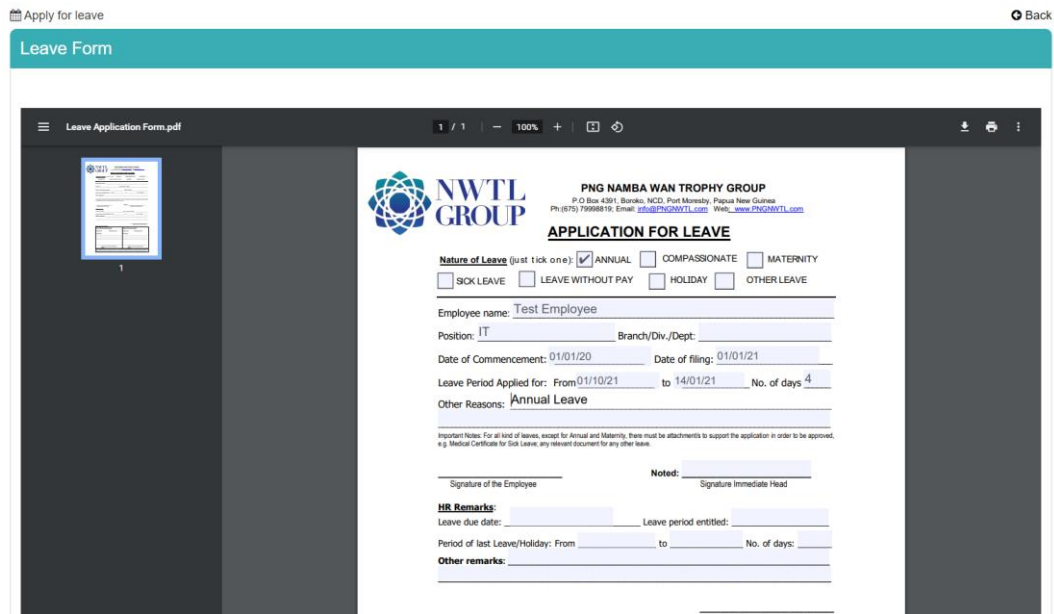 Apply for leave
Back
Leave Form
Leave Application Form.pdf
1 / 1
100%
1
NWTL
GROUP
PNG NAMBA WAN TROPHY GROUP
P.O Box 4391, Boroko, NCD, Port Moresby, Papua New Guinea
Ph:(675) 79998819; Email: info@PNGNWTL.com Web: www.PNGNWTL.com
APPLICATION FOR LEAVE
Nature of Leave (just tick one): ✔ ANNUAL COMPASSIONATE MATERNITY
SICK LEAVE LEAVE WITHOUT PAY HOLIDAY OTHER LEAVE
Employee name: Test Employee
Position: IT Branch/Div./Dept:
Date of Commencement: 01/01/20 Date of filing: 01/01/21
Leave Period Applied for: From 01/10/21 to 14/01/21 No. of days 4
Other Reasons: Annual Leave
Important Notes: For all kind of leaves, except for Annual and Maternity, there must be attachment/s to support the application in order to be approved,
e.g. Medical Certificate for Sick Leave; any relevant document for any other leave.
Noted:
Signature of the Employee Signature Immediate Head
HR Remarks:
Leave due date: Leave period entitled:
Period of last Leave/Holiday: From to No. of days:
Other remarks: